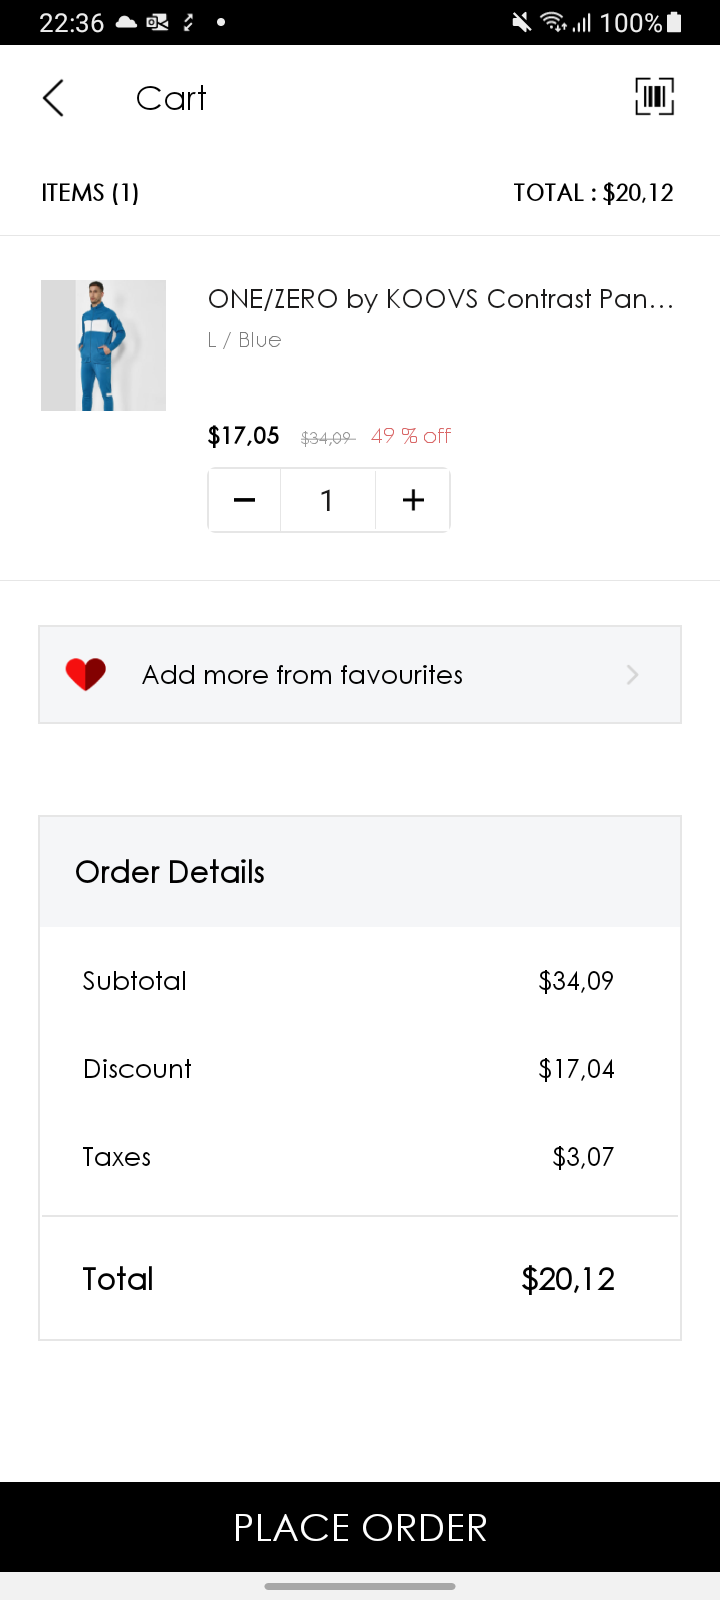 22:36 100%
Cart
ITEMS (1) TOTAL : $20,12
ONE/ZERO by KOOVS Contrast Pan...
L / Blue
$17,05 $34,09 49 % off
1
Add more from favourites
Order Details
Subtotal $34,09
Discount $17,04
Taxes $3,07
Total $20,12
PLACE ORDER